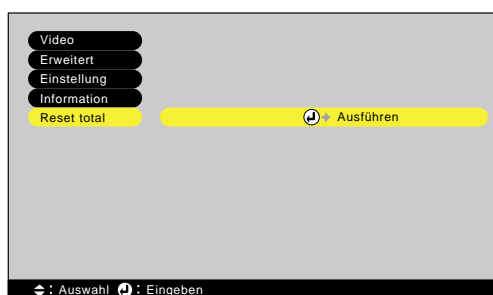 Video
Erweitert
Einstellung
Information
Reset total Ausführen
: Auswahl : Eingeben